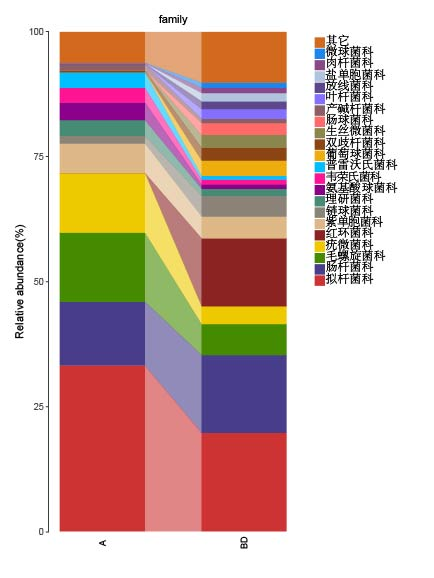 family
100
75
50
25
0
Relative abundance(%)
A
BD
其它
微球菌科
肉杆菌科
盐单胞菌科
放线菌科
叶杆菌科
产碱杆菌科
肠球菌科
生丝微菌科
双歧杆菌科
葡萄球菌科
普雷沃氏菌科
韦荣氏菌科
氨基酸球菌科
理研菌科
链球菌科
紫单胞菌科
红环菌科
疣微菌科
毛螺旋菌科
肠杆菌科
拟杆菌科